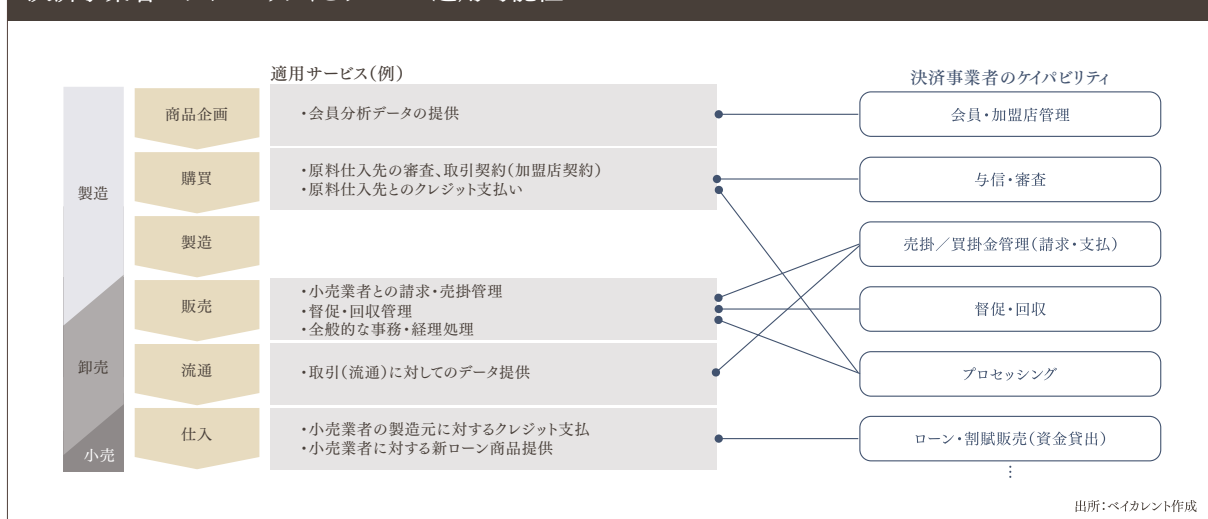 適用サービス（例）
決済事業者のケイパビリティ
製造
卸売
小売
商品企画
・会員分析データの提供
購買
・原料仕入先の審査、取引契約（加盟店契約）
・原料仕入先とのクレジット支払い
製造
販売
・小売業者との請求・売掛管理
・督促・回収管理
・全般的な事務・経理処理
流通
・取引（流通）に対してのデータ提供
仕入
・小売業者の製造元に対するクレジット支払
・小売業者に対する新ローン商品提供
会員・加盟店管理
与信・審査
売掛／買掛金管理（請求・支払）
督促・回収
プロセッシング
ローン・割賦販売（資金貸出）
⋮
出所：ベイカレント作成